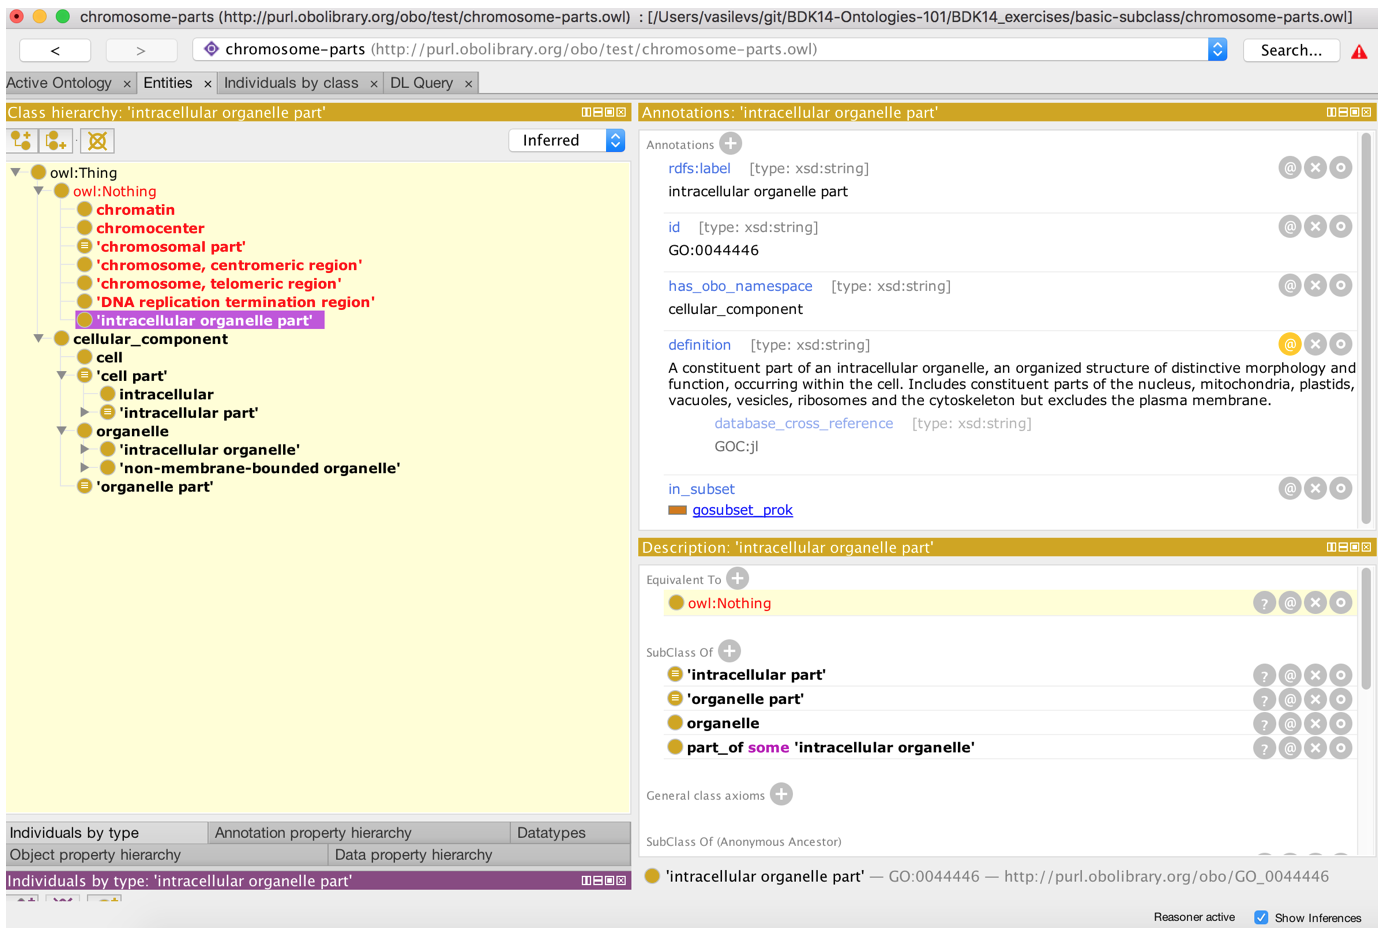 chromosome-parts (http://purl.obolibrary.org/obo/test/chromosome-parts.owl) : [/Users/vasilevs/git/BDK14-Ontologies-101/BDK14_exercises/basic-subclass/chromosome-parts.owl]
< > chromosome-parts (http://purl.obolibrary.org/obo/test/chromosome-parts.owl) Search...
Active Ontology × Entities × Individuals by class × DL Query ×
Class hierarchy: 'intracellular organelle part'
Inferred
owl:Thing
owl:Nothing
chromatin
chromocenter
'chromosomal part'
'chromosome, centromeric region'
'chromosome, telomeric region'
'DNA replication termination region'
'intracellular organelle part'
cellular_component
cell
'cell part'
intracellular
'intracellular part'
organelle
'intracellular organelle'
'non-membrane-bounded organelle'
'organelle part'
Individuals by type Annotation property hierarchy Datatypes
Object property hierarchy Data property hierarchy
Individuals by type: 'intracellular organelle part'
Annotations: 'intracellular organelle part'
Annotations
rdfs:label [type: xsd:string]
intracellular organelle part
id [type: xsd:string]
GO:0044446
has_obo_namespace [type: xsd:string]
cellular_component
definition [type: xsd:string]
A constituent part of an intracellular organelle, an organized structure of distinctive morphology and
function, occurring within the cell. Includes constituent parts of the nucleus, mitochondria, plastids,
vacuoles, vesicles, ribosomes and the cytoskeleton but excludes the plasma membrane.
database_cross_reference [type: xsd:string]
GOC:jl
in_subset
gosubset_prok
Description: 'intracellular organelle part'
Equivalent To
owl:Nothing
SubClass Of
'intracellular part'
'organelle part'
organelle
part_of some 'intracellular organelle'
General class axioms
SubClass Of (Anonymous Ancestor)
'intracellular organelle part' — GO:0044446 — http://purl.obolibrary.org/obo/GO_0044446
Reasoner active Show Inferences